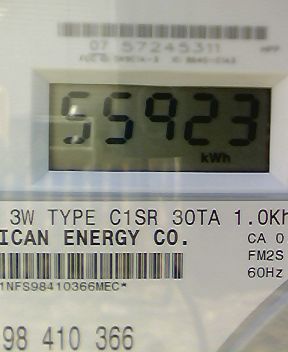 07 57245311
55923
kWh
3W TYPE C1SR 30TA 1.0Kh
ICAN ENERGY CO.
CA 0
FM2S
60Hz
1NFS98410366MEC*
98 410 366